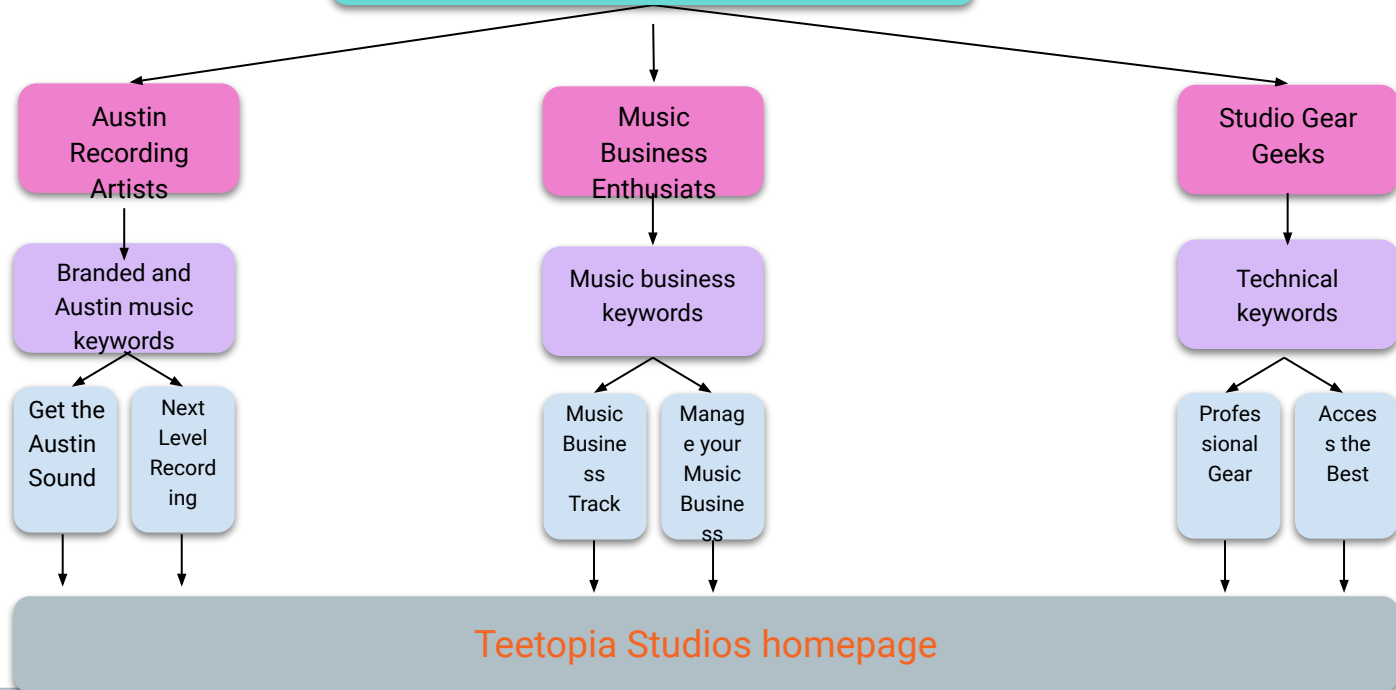 Austin
Recording
Artists
Music
Business
Enthusiats
Studio Gear
Geeks
Branded and
Austin music
keywords
Music business
keywords
Technical
keywords
Get the
Austin
Sound
Next
Level
Record
ing
Music
Busine
ss
Track
Manag
e your
Music
Busine
ss
Profes
sional
Gear
Acces
s the
Best
Teetopia Studios homepage